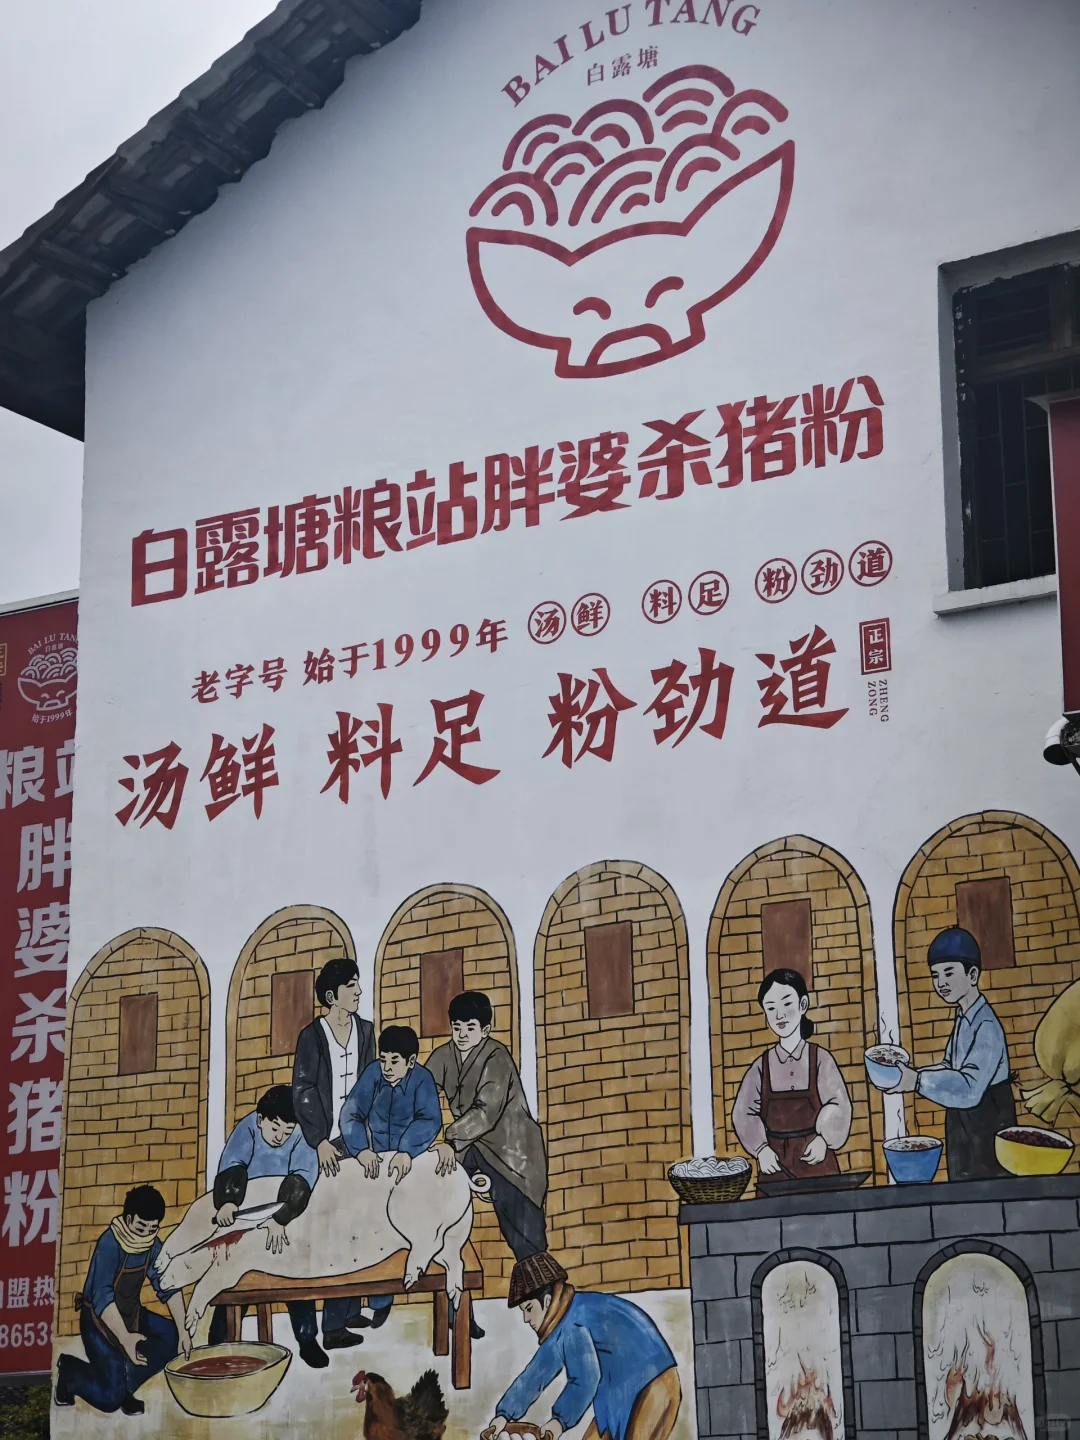 BAI LU TANG
白露塘
白露塘粮站胖婆杀猪粉
老字号 始于1999年 汤鲜 料足 粉劲道
汤鲜 料足 粉劲道
正宗
ZHENG
ZONG
BAI LU TANG
白露塘
始于1999年
粮站
胖
婆
杀
猪
粉
盟热
8653